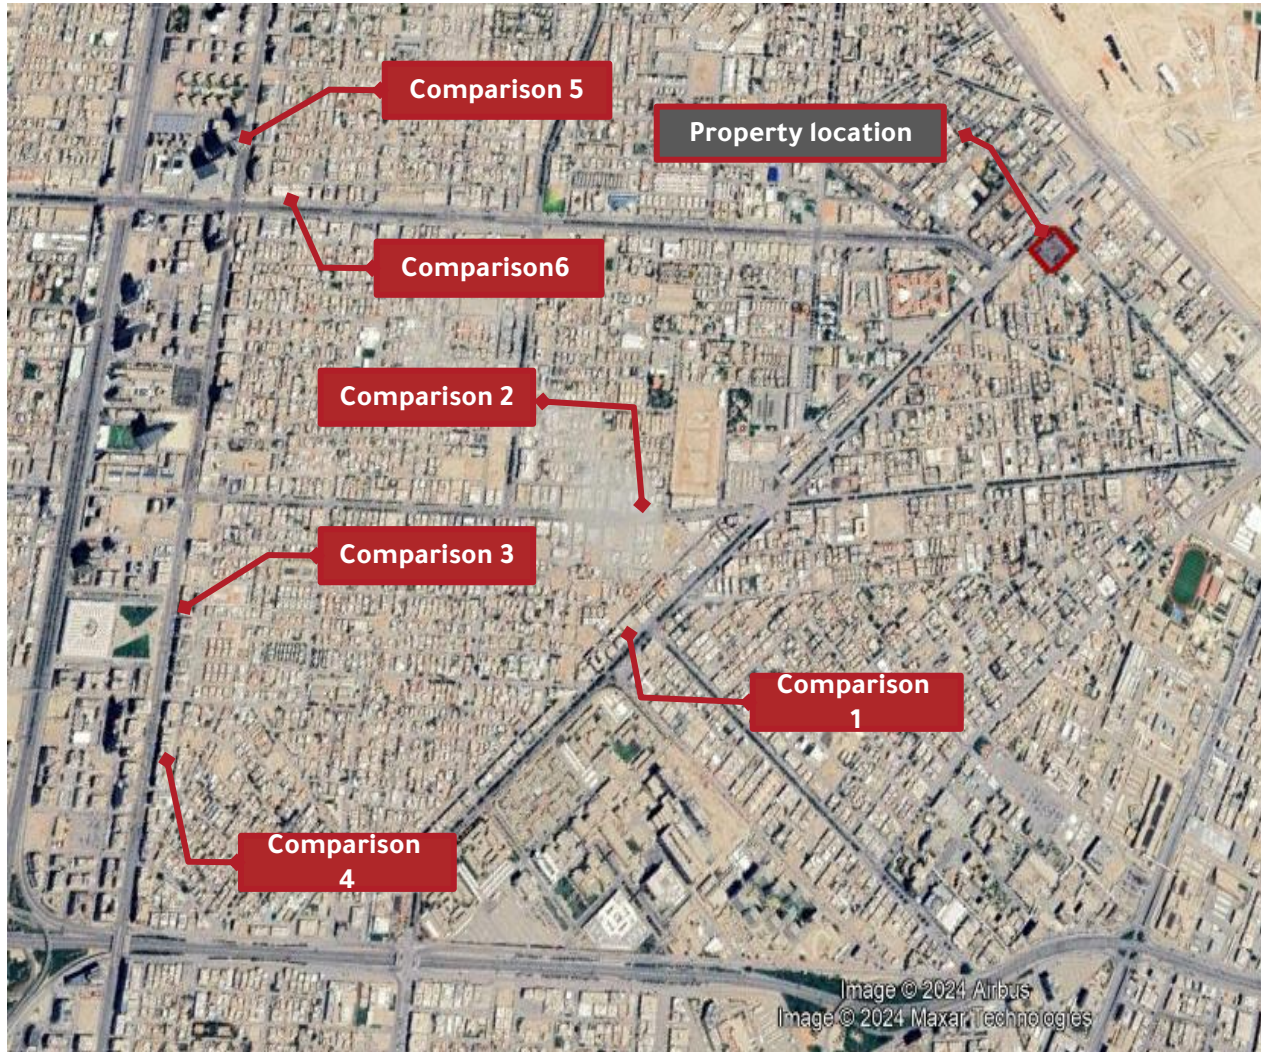 Comparison 5
Property location
Comparison6
Comparison 2
Comparison 3
Comparison
1
Comparison
4
Image © 2024 Airbus
Image © 2024 Maxar Technologies